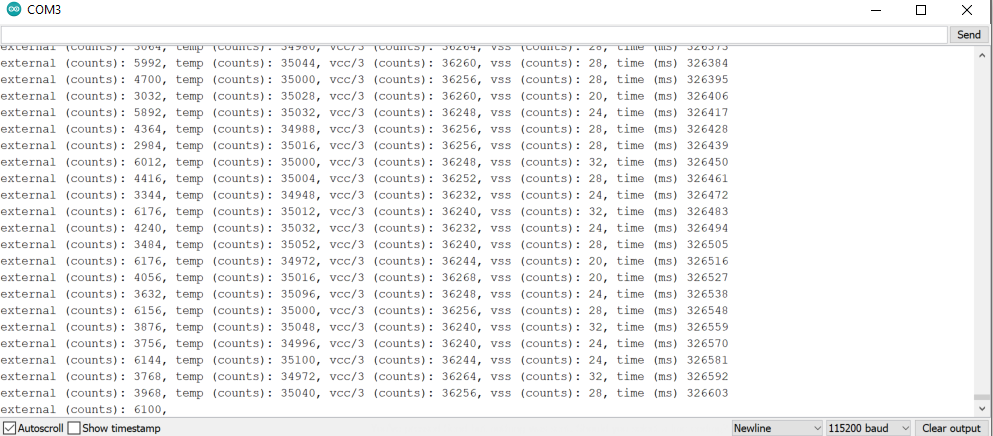 COM3
Send
external (counts): 3064, temp (counts): 34980, vcc/3 (counts): 36264, vss (counts): 28, time (ms) 326373
external (counts): 5992, temp (counts): 35044, vcc/3 (counts): 36260, vss (counts): 28, time (ms) 326384
external (counts): 4700, temp (counts): 35000, vcc/3 (counts): 36256, vss (counts): 28, time (ms) 326395
external (counts): 3032, temp (counts): 35028, vcc/3 (counts): 36260, vss (counts): 20, time (ms) 326406
external (counts): 5892, temp (counts): 35032, vcc/3 (counts): 36248, vss (counts): 24, time (ms) 326417
external (counts): 4364, temp (counts): 34988, vcc/3 (counts): 36256, vss (counts): 28, time (ms) 326428
external (counts): 2984, temp (counts): 35016, vcc/3 (counts): 36256, vss (counts): 28, time (ms) 326439
external (counts): 6012, temp (counts): 35000, vcc/3 (counts): 36248, vss (counts): 32, time (ms) 326450
external (counts): 4416, temp (counts): 35004, vcc/3 (counts): 36252, vss (counts): 28, time (ms) 326461
external (counts): 3344, temp (counts): 34948, vcc/3 (counts): 36232, vss (counts): 24, time (ms) 326472
external (counts): 6176, temp (counts): 35012, vcc/3 (counts): 36240, vss (counts): 32, time (ms) 326483
external (counts): 4240, temp (counts): 35032, vcc/3 (counts): 36232, vss (counts): 24, time (ms) 326494
external (counts): 3484, temp (counts): 35052, vcc/3 (counts): 36240, vss (counts): 28, time (ms) 326505
external (counts): 6176, temp (counts): 34972, vcc/3 (counts): 36244, vss (counts): 20, time (ms) 326516
external (counts): 4056, temp (counts): 35016, vcc/3 (counts): 36268, vss (counts): 20, time (ms) 326527
external (counts): 3632, temp (counts): 35096, vcc/3 (counts): 36248, vss (counts): 24, time (ms) 326538
external (counts): 6156, temp (counts): 35000, vcc/3 (counts): 36256, vss (counts): 28, time (ms) 326548
external (counts): 3876, temp (counts): 35048, vcc/3 (counts): 36240, vss (counts): 32, time (ms) 326559
external (counts): 3756, temp (counts): 34996, vcc/3 (counts): 36240, vss (counts): 24, time (ms) 326570
external (counts): 6144, temp (counts): 35100, vcc/3 (counts): 36244, vss (counts): 24, time (ms) 326581
external (counts): 3768, temp (counts): 34972, vcc/3 (counts): 36264, vss (counts): 32, time (ms) 326592
external (counts): 3968, temp (counts): 35040, vcc/3 (counts): 36256, vss (counts): 28, time (ms) 326603
external (counts): 6100,
Autoscroll Show timestamp Newline 115200 baud Clear output